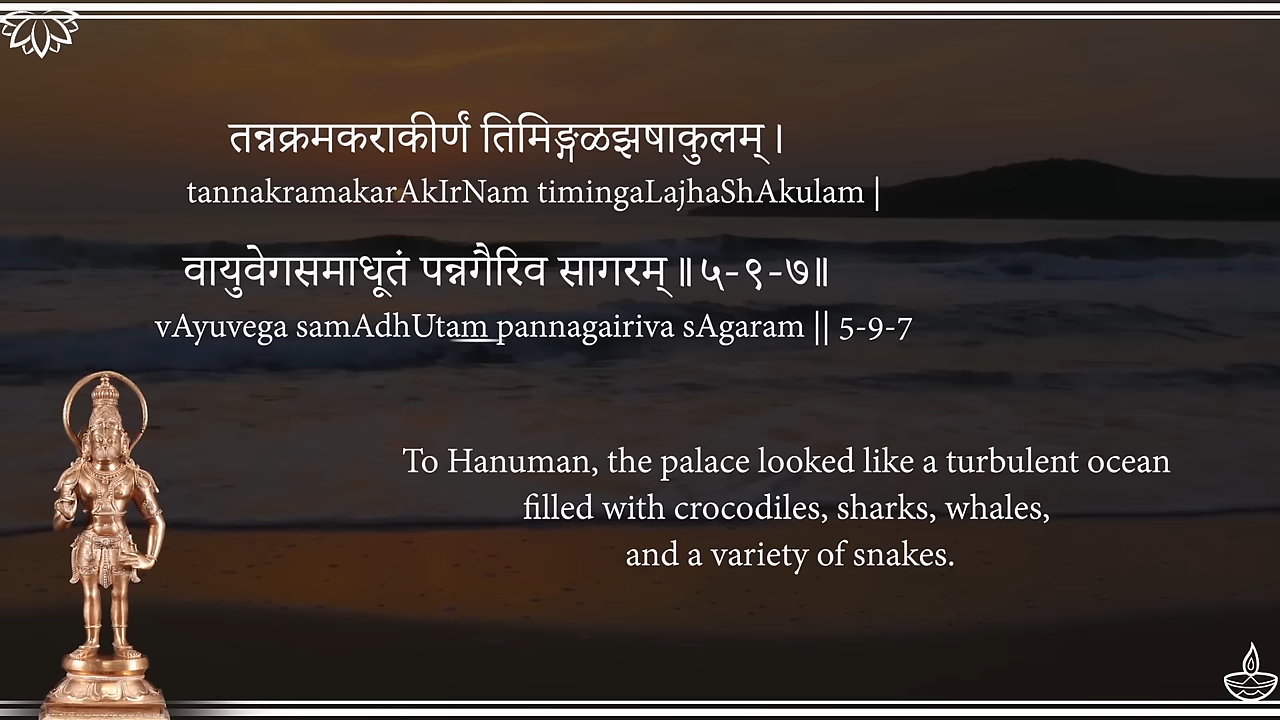 तन्नक्रमकराकीर्णं तिमिङ्गळझषाकुलम् ।
tannakramakarAkIrNam timingaLajhaShAkulam |
वायुवेगसमाधूतं पन्नगैरिव सागरम् ॥ ५-९-७॥
vAyuvega samAdhUtam pannagairiva sAgaram || 5-9-7
To Hanuman, the palace looked like a turbulent ocean
filled with crocodiles, sharks, whales,
and a variety of snakes.